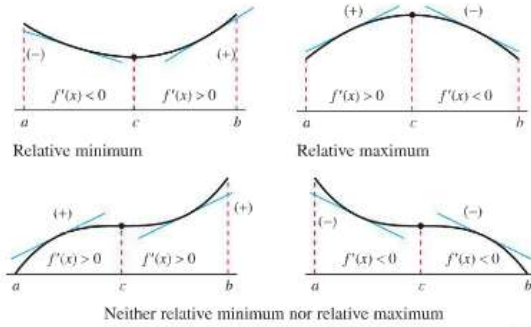 (+) (−)
(−) (+)
f′(x) < 0 f′(x) > 0 f′(x) > 0 f′(x) < 0
a c b a c b
Relative minimum Relative maximum
(+) (+) (−) (−)
f′(x) > 0 f′(x) > 0 f′(x) < 0 f′(x) < 0
a c b a c b
Neither relative minimum nor relative maximum